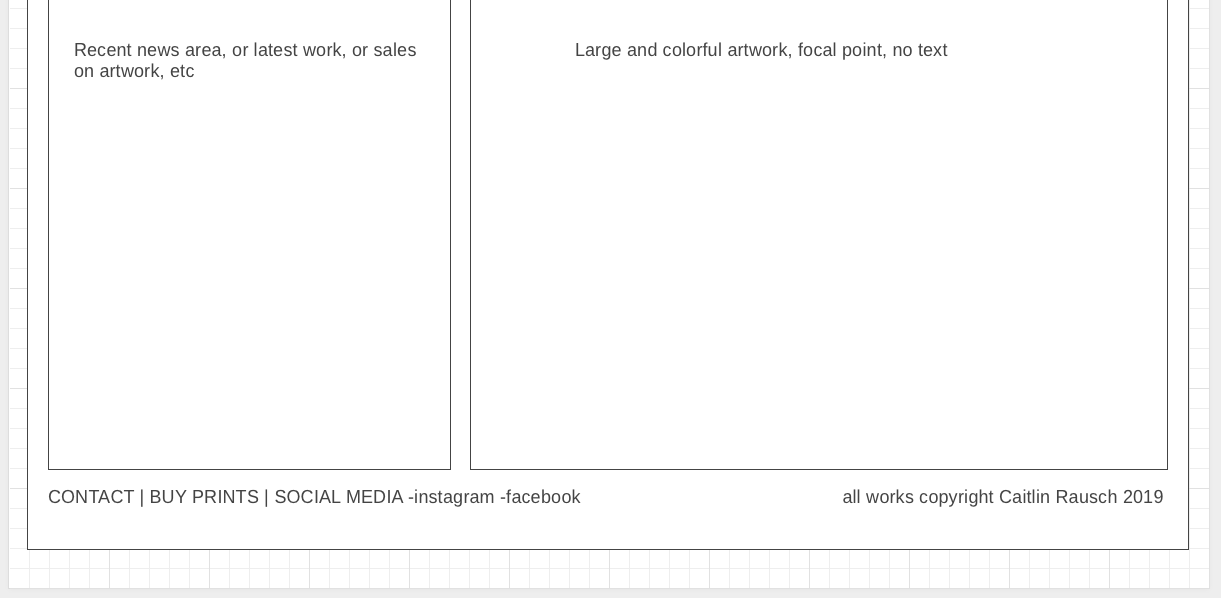 Recent news area, or latest work, or sales
on artwork, etc
Large and colorful artwork, focal point, no text
CONTACT | BUY PRINTS | SOCIAL MEDIA -instagram -facebook
all works copyright Caitlin Rausch 2019